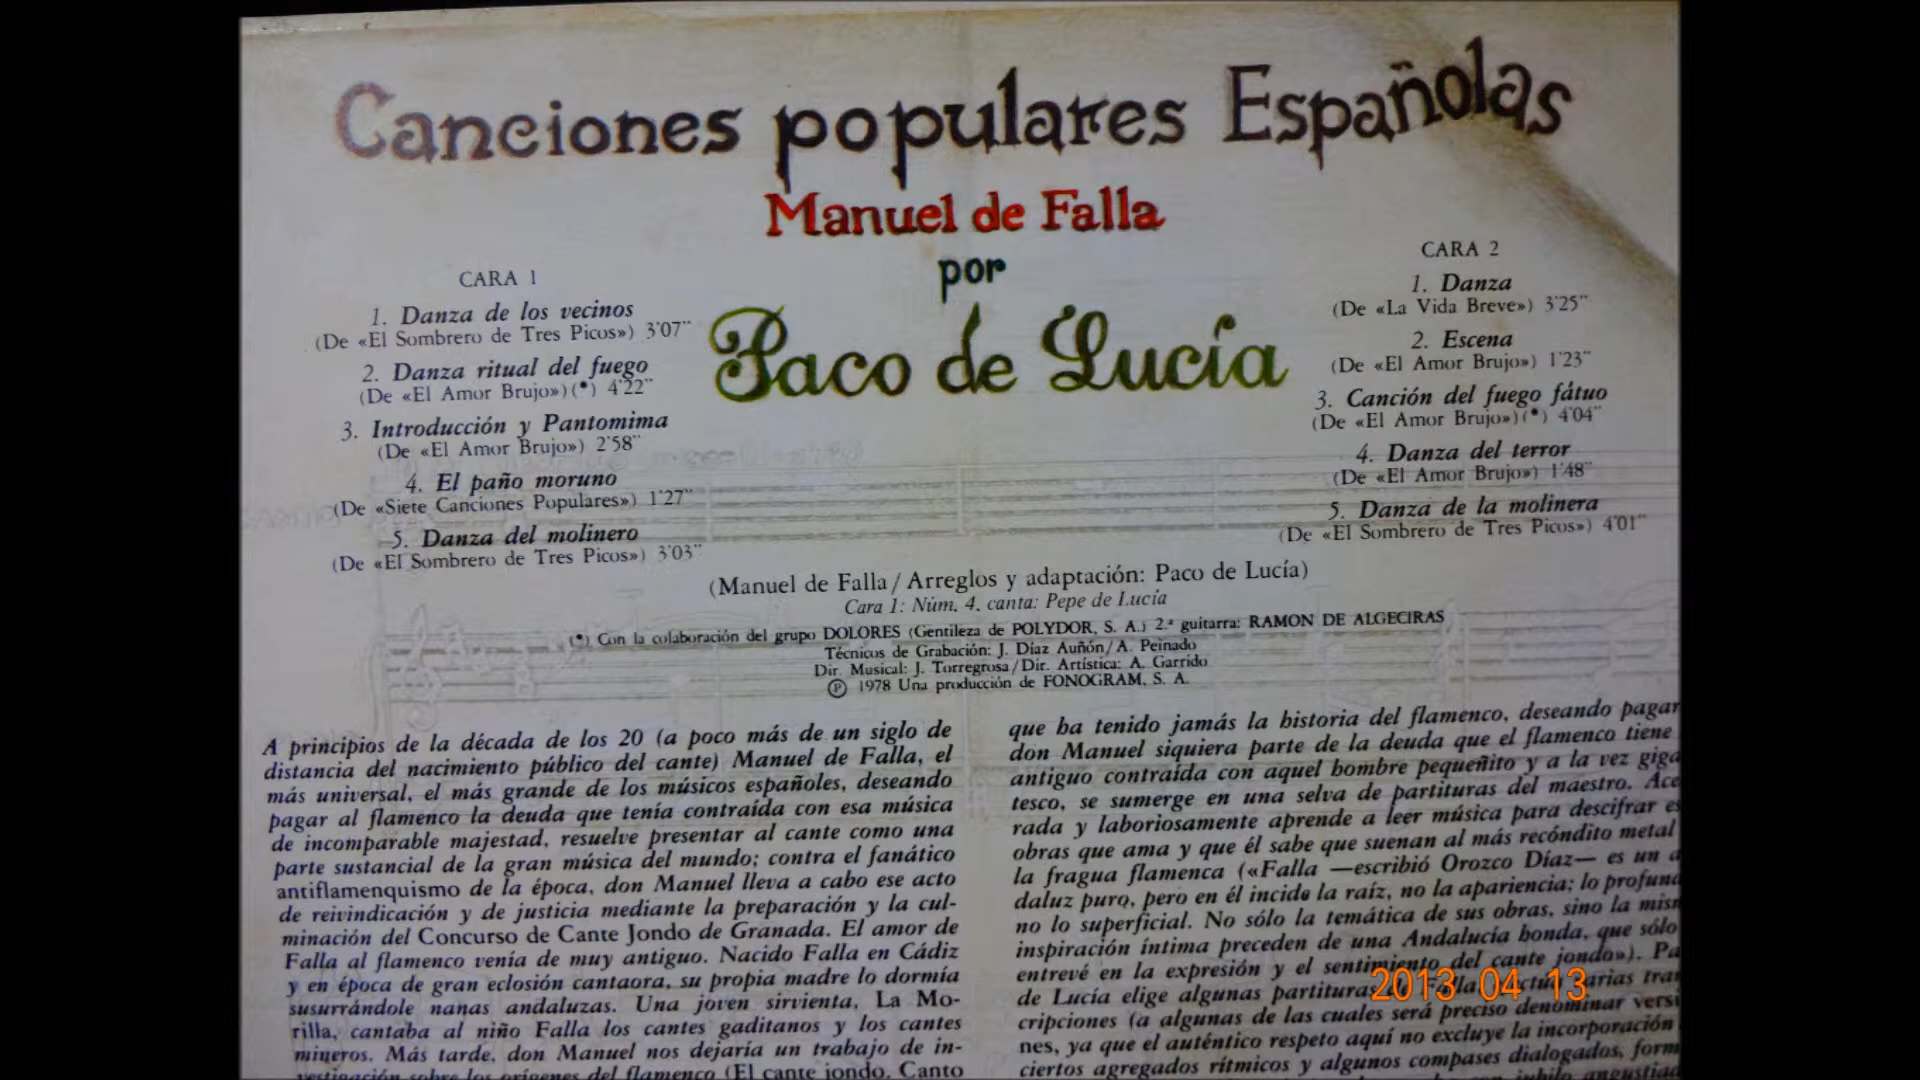 Canciones populares Españolas
Manuel de Falla
por
Paco de Lucía
CARA 1
1. Danza de los vecinos
(De «El Sombrero de Tres Picos») 3'07''
2. Danza ritual del fuego
(De «El Amor Brujo») (*) 4'22''
3. Introducción y Pantomima
(De «El Amor Brujo») 2'58''
4. El paño moruno
(De «Siete Canciones Populares») 1'27''
5. Danza del molinero
(De «El Sombrero de Tres Picos») 3'03''
CARA 2
1. Danza
(De «La Vida Breve») 3'25''
2. Escena
(De «El Amor Brujo») 1'23''
3. Canción del fuego fátuo
(De «El Amor Brujo») (*) 4'04''
4. Danza del terror
(De «El Amor Brujo») 1'48''
5. Danza de la molinera
(De «El Sombrero de Tres Picos») 4'01''
(Manuel de Falla / Arreglos y adaptación: Paco de Lucía)
Cara 1: Núm. 4, canta: Pepe de Lucía
(*) Con la colaboración del grupo DOLORES (Gentileza de POLYDOR, S. A.) 2.ª guitarra: RAMON DE ALGECIRAS
Técnicos de Grabación: J. Díaz Auñón / A. Peinado
Dir. Musical: J. Torregrosa / Dir. Artística: A. Garrido
Ⓟ 1978 Una producción de FONOGRAM, S. A.
A principios de la década de los 20 (a poco más de un siglo de
distancia del nacimiento público del cante) Manuel de Falla, el
más universal, el más grande de los músicos españoles, deseando
pagar al flamenco la deuda que tenía contraída con esa música
de incomparable majestad, resuelve presentar al cante como una
parte sustancial de la gran música del mundo; contra el fanático
antiflamenquismo de la época, don Manuel lleva a cabo ese acto
de reivindicación y de justicia mediante la preparación y la cul-
minación del Concurso de Cante Jondo de Granada. El amor de
Falla al flamenco venía de muy antiguo. Nacido Falla en Cádiz
y en época de gran eclosión cantaora, su propia madre lo dormía
susurrándole nanas andaluzas. Una joven sirvienta, La Mo-
rilla, cantaba al niño Falla los cantes gaditanos y los cantes
mineros. Más tarde, don Manuel nos dejaría un trabajo de in-
vestigación sobre los orígenes del flamenco (El cante jondo. Canto
que ha tenido jamás la historia del flamenco, deseando pagar
don Manuel siquiera parte de la deuda que el flamenco tiene
antiguo contraída con aquel hombre pequeñito y a la vez giga
tesco, se sumerge en una selva de partituras del maestro. Ace
rada y laboriosamente aprende a leer música para descifrar es
obras que ama y que él sabe que suenan al más recóndito metal
la fragua flamenca («Falla —escribió Orozco Díaz— es un a
daluz puro, pero en él incide la raíz, no la apariencia; lo profund
no lo superficial. No sólo la temática de sus obras, sino la mism
inspiración íntima preceden de una Andalucía honda, que sólo
entrevé en la expresión y el sentimiento del cante jondo»). Pa
de Lucía elige algunas partituras de Falla, efectúa varias tran
cripciones (a algunas de las cuales será preciso denominar versi
nes, ya que el auténtico respeto aquí no excluye la incorporación
ciertos agregados rítmicos y algunos compases dialogados, form
2013 04 13